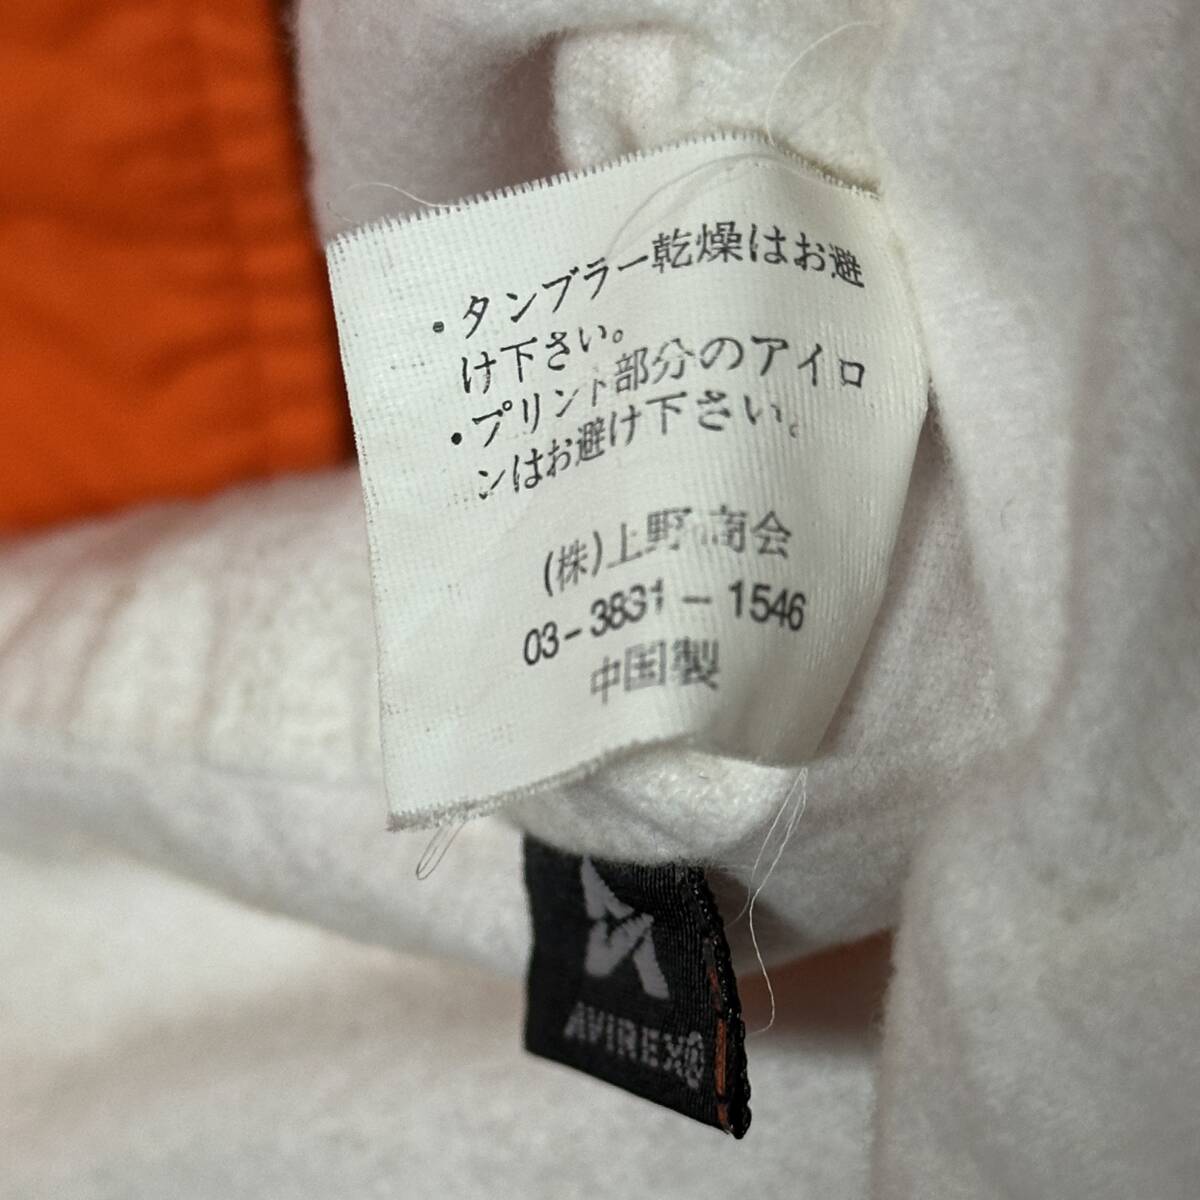 ・タンブラー乾燥はお避
け下さい。
・プリント部分のアイロ
ンはお避け下さい。
(株)上野商会
03-3831-1546
中国製
AVIREX®